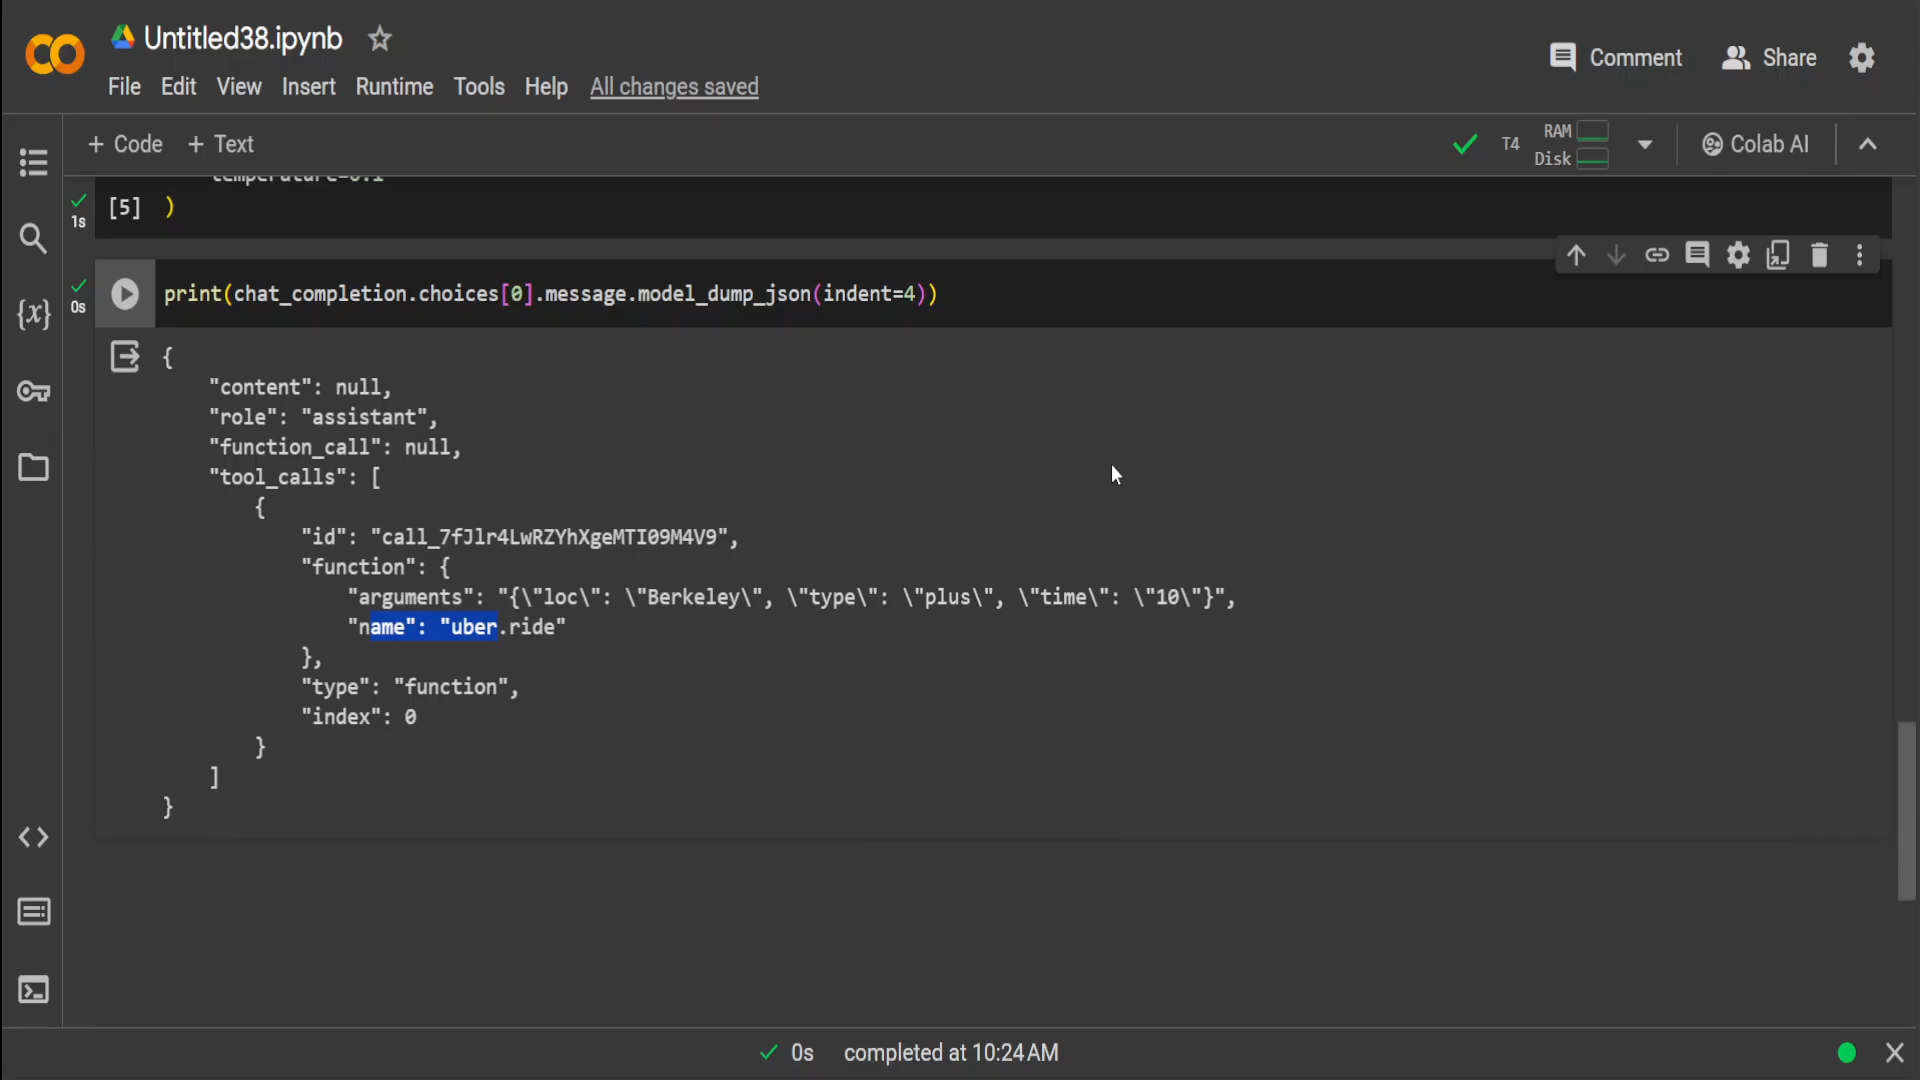 Untitled38.ipynb
Comment
Share
File Edit View Insert Runtime Tools Help All changes saved
+ Code + Text
T4
RAM
Disk
Colab AI
temperature=0.1
[5] )
1s
0s
print(chat_completion.choices[0].message.model_dump_json(indent=4))
{x}
{
"content": null,
"role": "assistant",
"function_call": null,
"tool_calls": [
{
"id": "call_7fJlr4LwRZYhXgeMTI09M4V9",
"function": {
"arguments": "{\"loc\": \"Berkeley\", \"type\": \"plus\", \"time\": \"10\"}",
"name": "uber.ride"
},
"type": "function",
"index": 0
}
]
}
0s completed at 10:24 AM